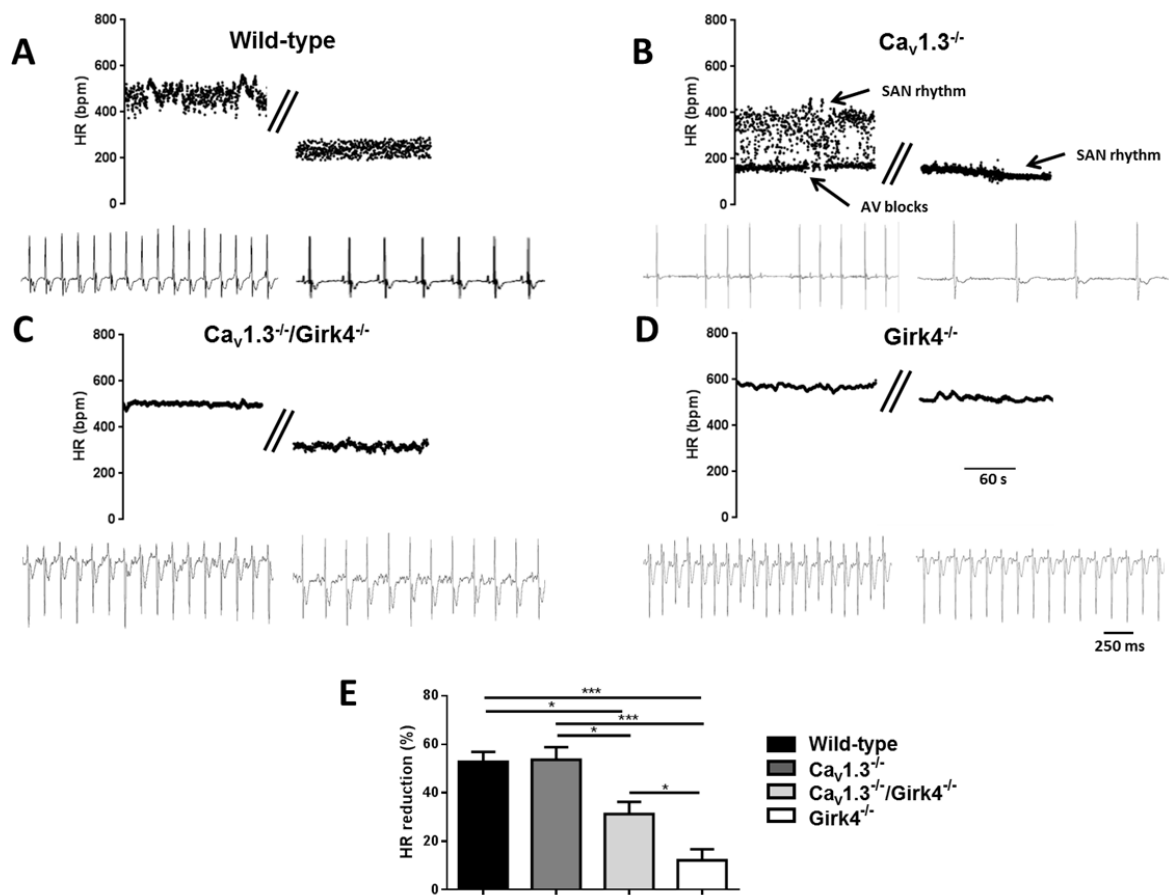 A
Wild-type
HR (bpm)
800
600
400
200
0
B
Caᵥ1.3⁻/⁻
HR (bpm)
800
600
400
200
0
SAN rhythm
SAN rhythm
AV blocks
C
Caᵥ1.3⁻/⁻/Girk4⁻/⁻
HR (bpm)
800
600
400
200
0
D
Girk4⁻/⁻
HR (bpm)
800
600
400
200
0
60 s
250 ms
E
HR reduction (%)
80
60
40
20
0
***
*
***
*
*
Wild-type
Caᵥ1.3⁻/⁻
Caᵥ1.3⁻/⁻/Girk4⁻/⁻
Girk4⁻/⁻